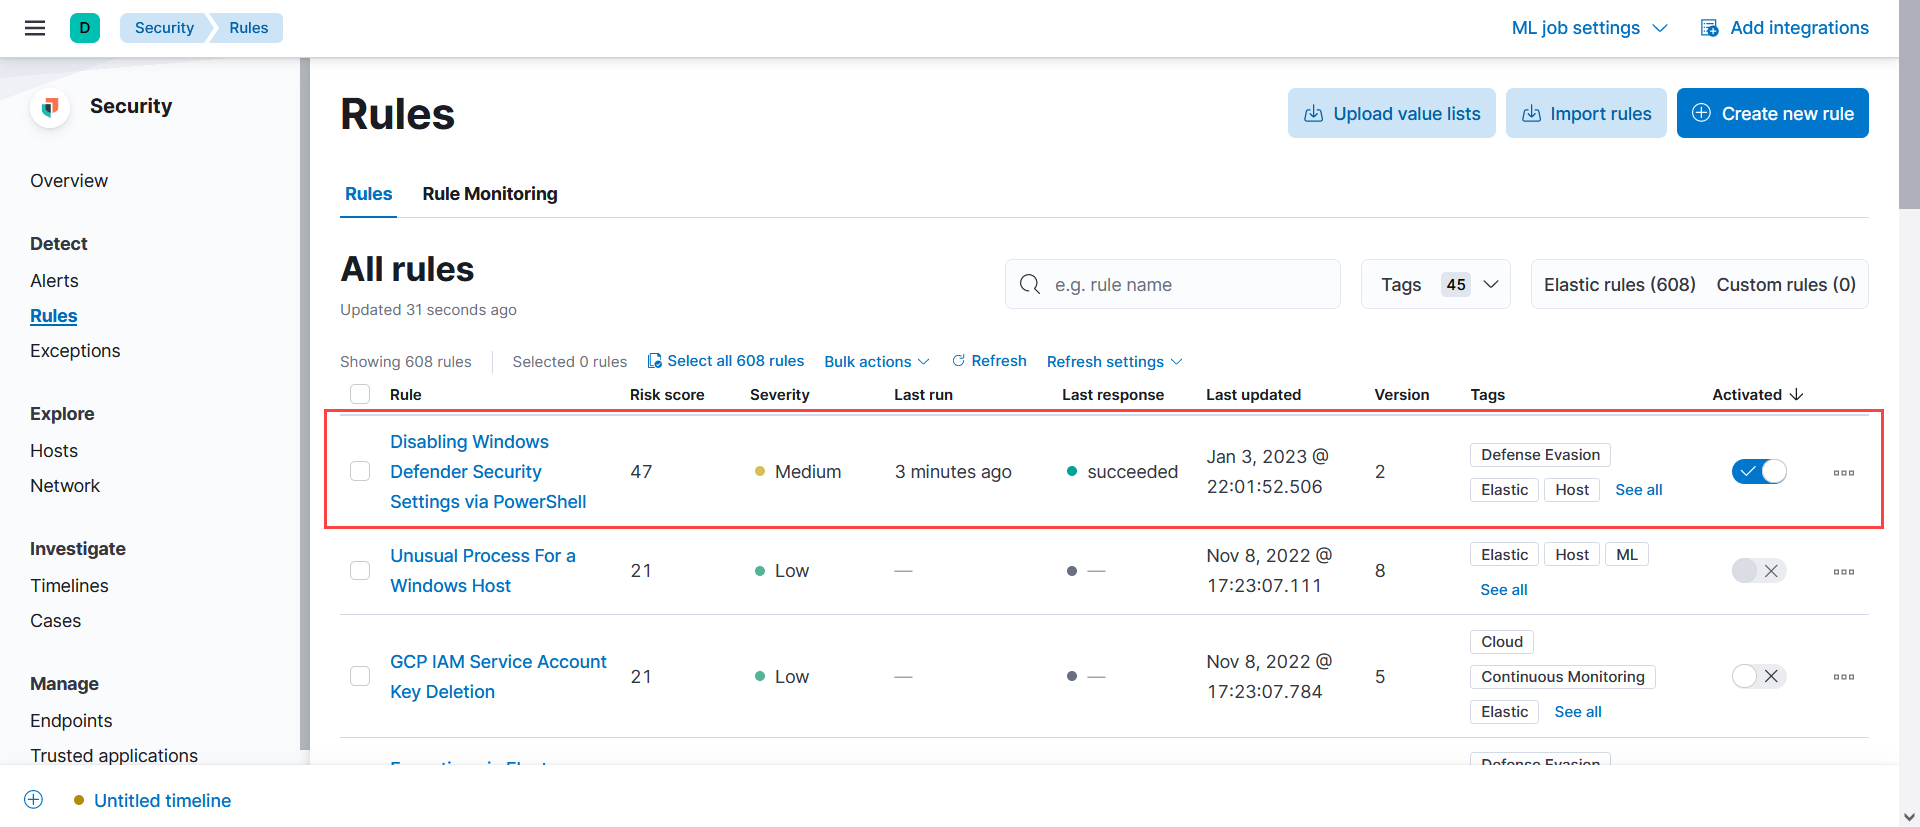 D
Security
Rules
ML job settings
Add integrations
Security
Overview
Detect
Alerts
Rules
Exceptions
Explore
Hosts
Network
Investigate
Timelines
Cases
Manage
Endpoints
Trusted applications
Rules
Upload value lists
Import rules
Create new rule
Rules
Rule Monitoring
All rules
Updated 31 seconds ago
e.g. rule name
Tags 45
Elastic rules (608)
Custom rules (0)
Showing 608 rules
Selected 0 rules
Select all 608 rules
Bulk actions
Refresh
Refresh settings
Rule
Risk score
Severity
Last run
Last response
Last updated
Version
Tags
Activated
Disabling Windows
Defender Security
Settings via PowerShell
47
Medium
3 minutes ago
succeeded
Jan 3, 2023 @
22:01:52.506
2
Defense Evasion
Elastic
Host
See all
Unusual Process For a
Windows Host
21
Low
—
—
Nov 8, 2022 @
17:23:07.111
8
Elastic
Host
ML
See all
GCP IAM Service Account
Key Deletion
21
Low
—
—
Nov 8, 2022 @
17:23:07.784
5
Cloud
Continuous Monitoring
Elastic
See all
Defense Evasion
Untitled timeline